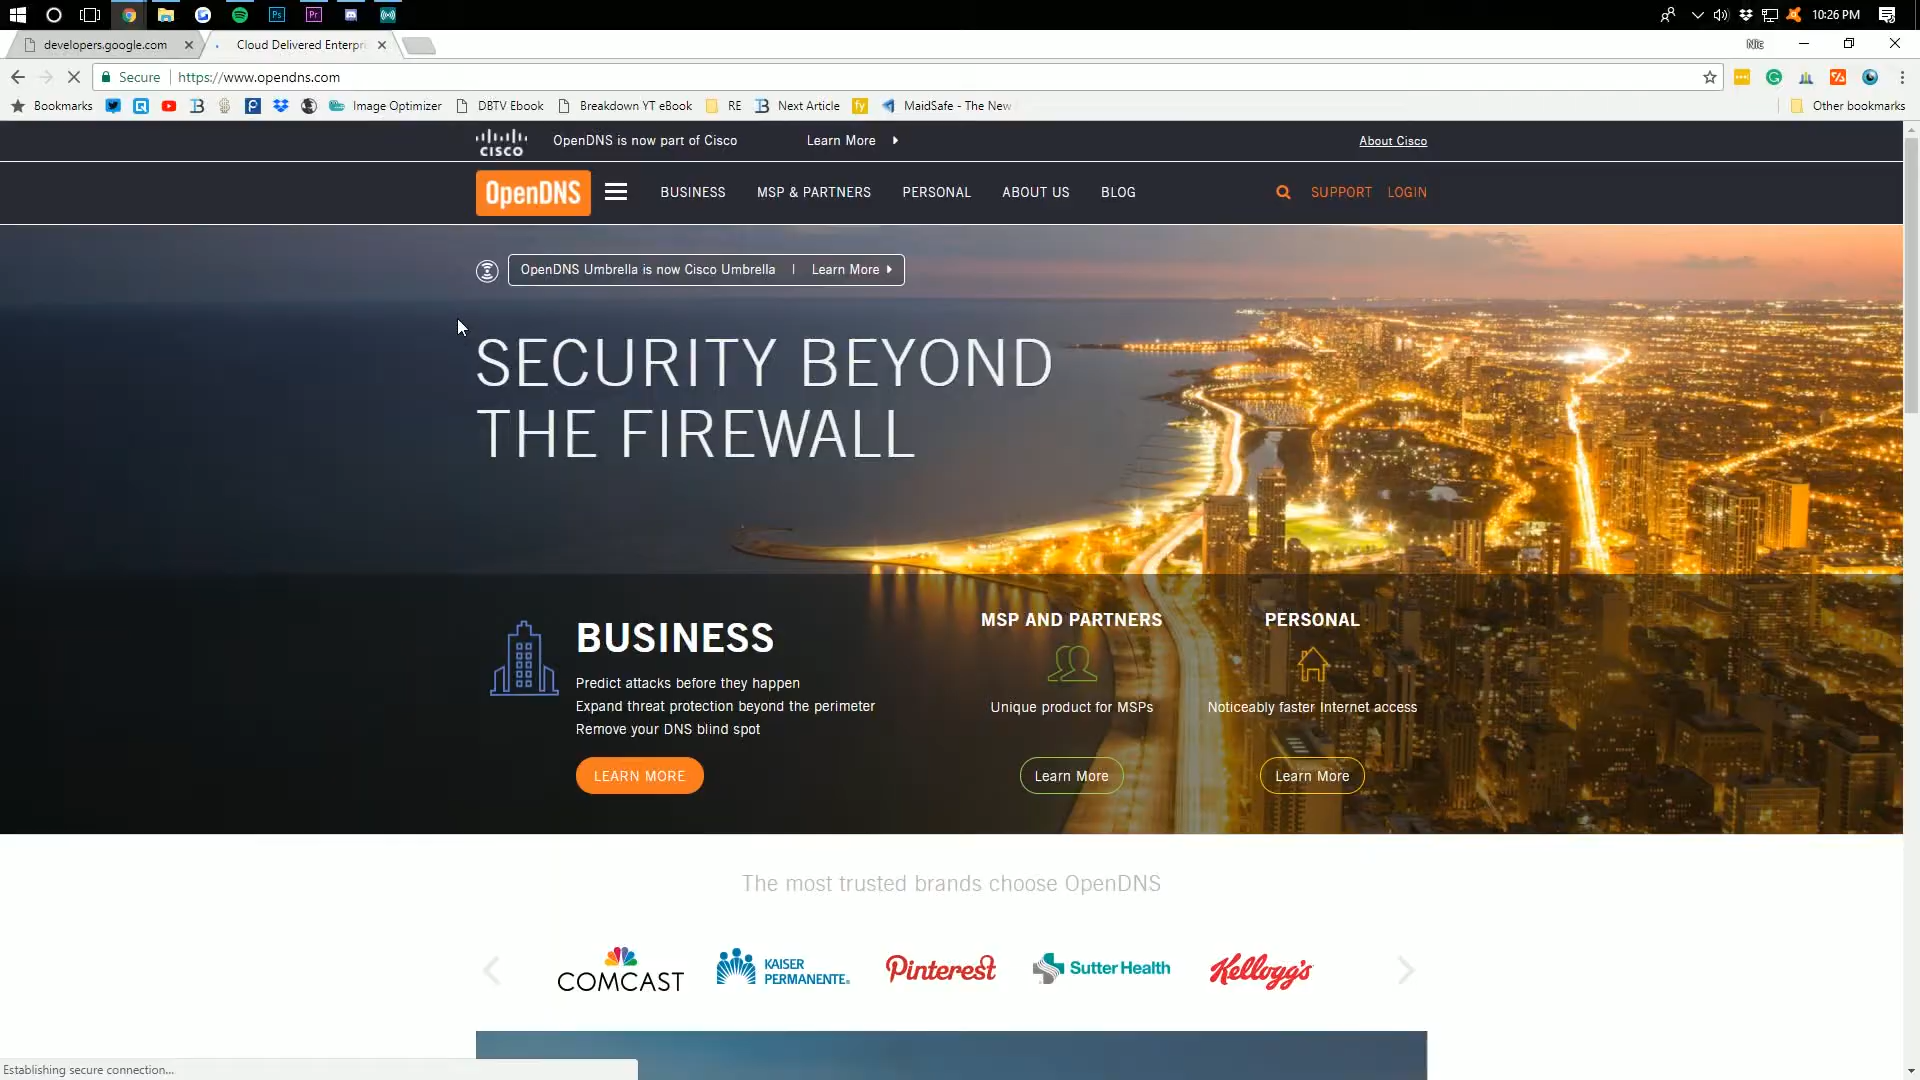 10:26 PM
developers.google.com
Cloud Delivered Enterpri
Nic
Secure
https://www.opendns.com
Bookmarks
Image Optimizer
DBTV Ebook
Breakdown YT eBook
RE
Next Article
fy
MaidSafe - The New
Other bookmarks
CISCO
OpenDNS is now part of Cisco
Learn More
About Cisco
OpenDNS
BUSINESS
MSP & PARTNERS
PERSONAL
ABOUT US
BLOG
SUPPORT
LOGIN
OpenDNS Umbrella is now Cisco Umbrella | Learn More
SECURITY BEYOND
THE FIREWALL
BUSINESS
Predict attacks before they happen
Expand threat protection beyond the perimeter
Remove your DNS blind spot
LEARN MORE
MSP AND PARTNERS
Unique product for MSPs
Learn More
PERSONAL
Noticeably faster Internet access
Learn More
The most trusted brands choose OpenDNS
COMCAST
KAISER
PERMANENTE®
Pinterest
Sutter Health
Kellogg's
Establishing secure connection...